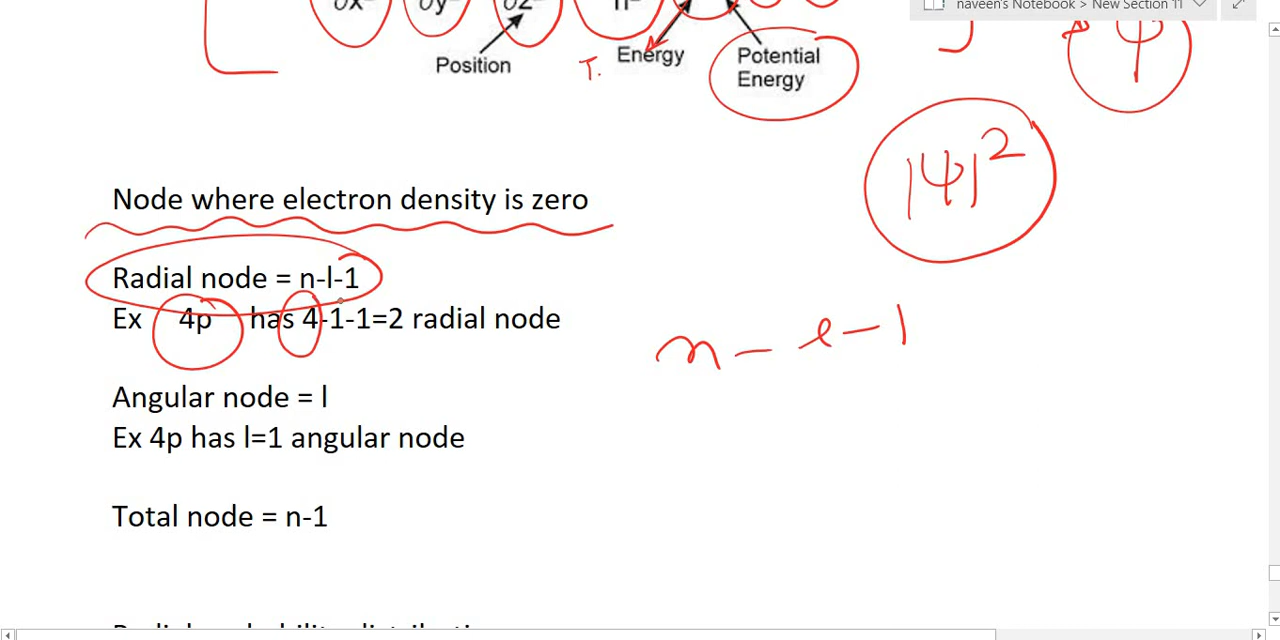 naveen's Notebook > New Section 11
Position
T.
Energy
Potential
Energy
ψ
|ψ|²
Node where electron density is zero
Radial node = n-l-1
Ex 4p has 4-1-1=2 radial node
n - l - 1
Angular node = l
Ex 4p has l=1 angular node
Total node = n-1